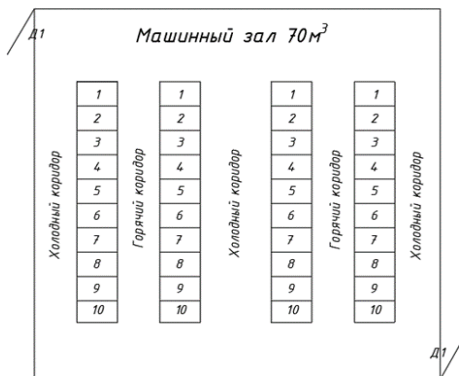 Д1
Машинный зал 70м³
1 1 1 1
2 2 2 2
3 3 3 3
4 4 4 4
5 5 5 5
6 6 6 6
7 7 7 7
8 8 8 8
9 9 9 9
10 10 10 10
Холодный коридор
Горячий коридор
Холодный коридор
Горячий коридор
Холодный коридор
Д1